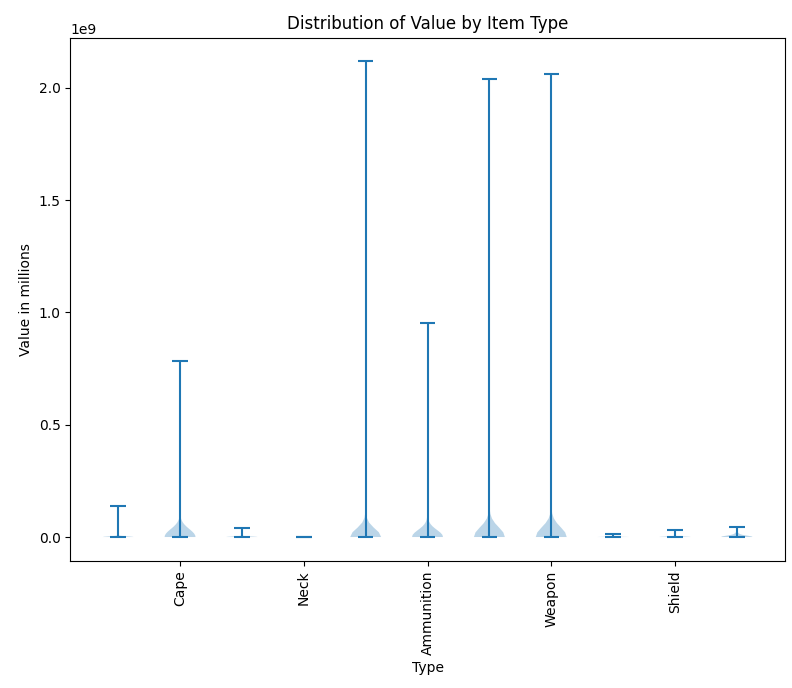 Distribution of Value by Item Type
1e9
2.0
1.5
1.0
0.5
0.0
Value in millions
Cape
Neck
Ammunition
Weapon
Shield
Type